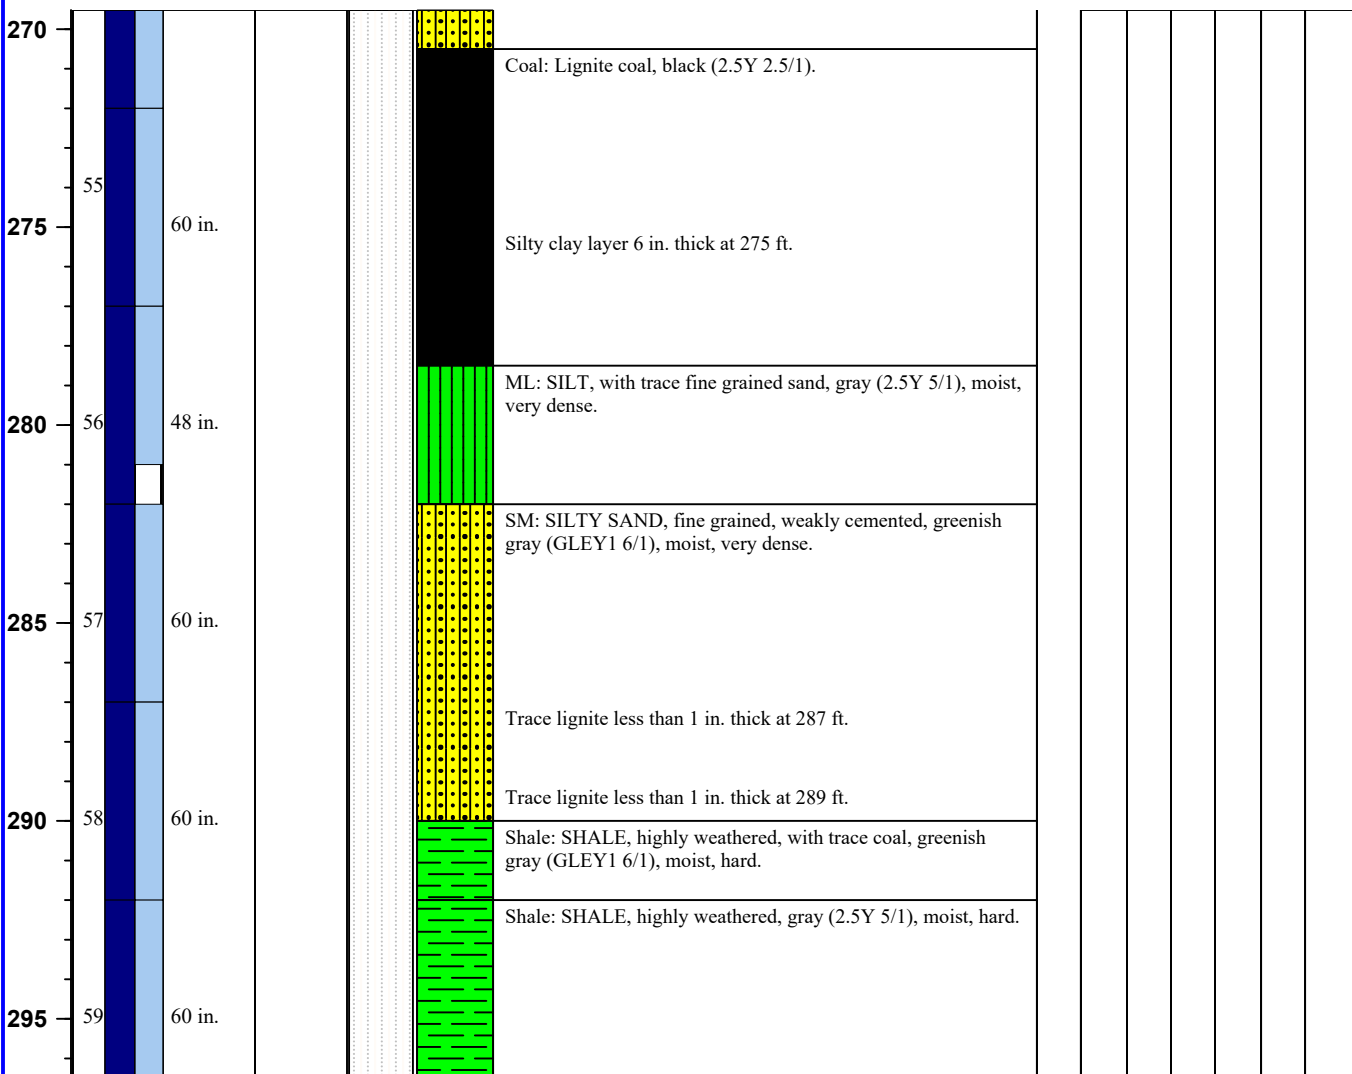 270
Coal: Lignite coal, black (2.5Y 2.5/1).
55
275
60 in.
Silty clay layer 6 in. thick at 275 ft.
ML: SILT, with trace fine grained sand, gray (2.5Y 5/1), moist,
very dense.
280
56
48 in.
SM: SILTY SAND, fine grained, weakly cemented, greenish
gray (GLEY1 6/1), moist, very dense.
285
57
60 in.
Trace lignite less than 1 in. thick at 287 ft.
Trace lignite less than 1 in. thick at 289 ft.
290
58
60 in.
Shale: SHALE, highly weathered, with trace coal, greenish
gray (GLEY1 6/1), moist, hard.
Shale: SHALE, highly weathered, gray (2.5Y 5/1), moist, hard.
295
59
60 in.